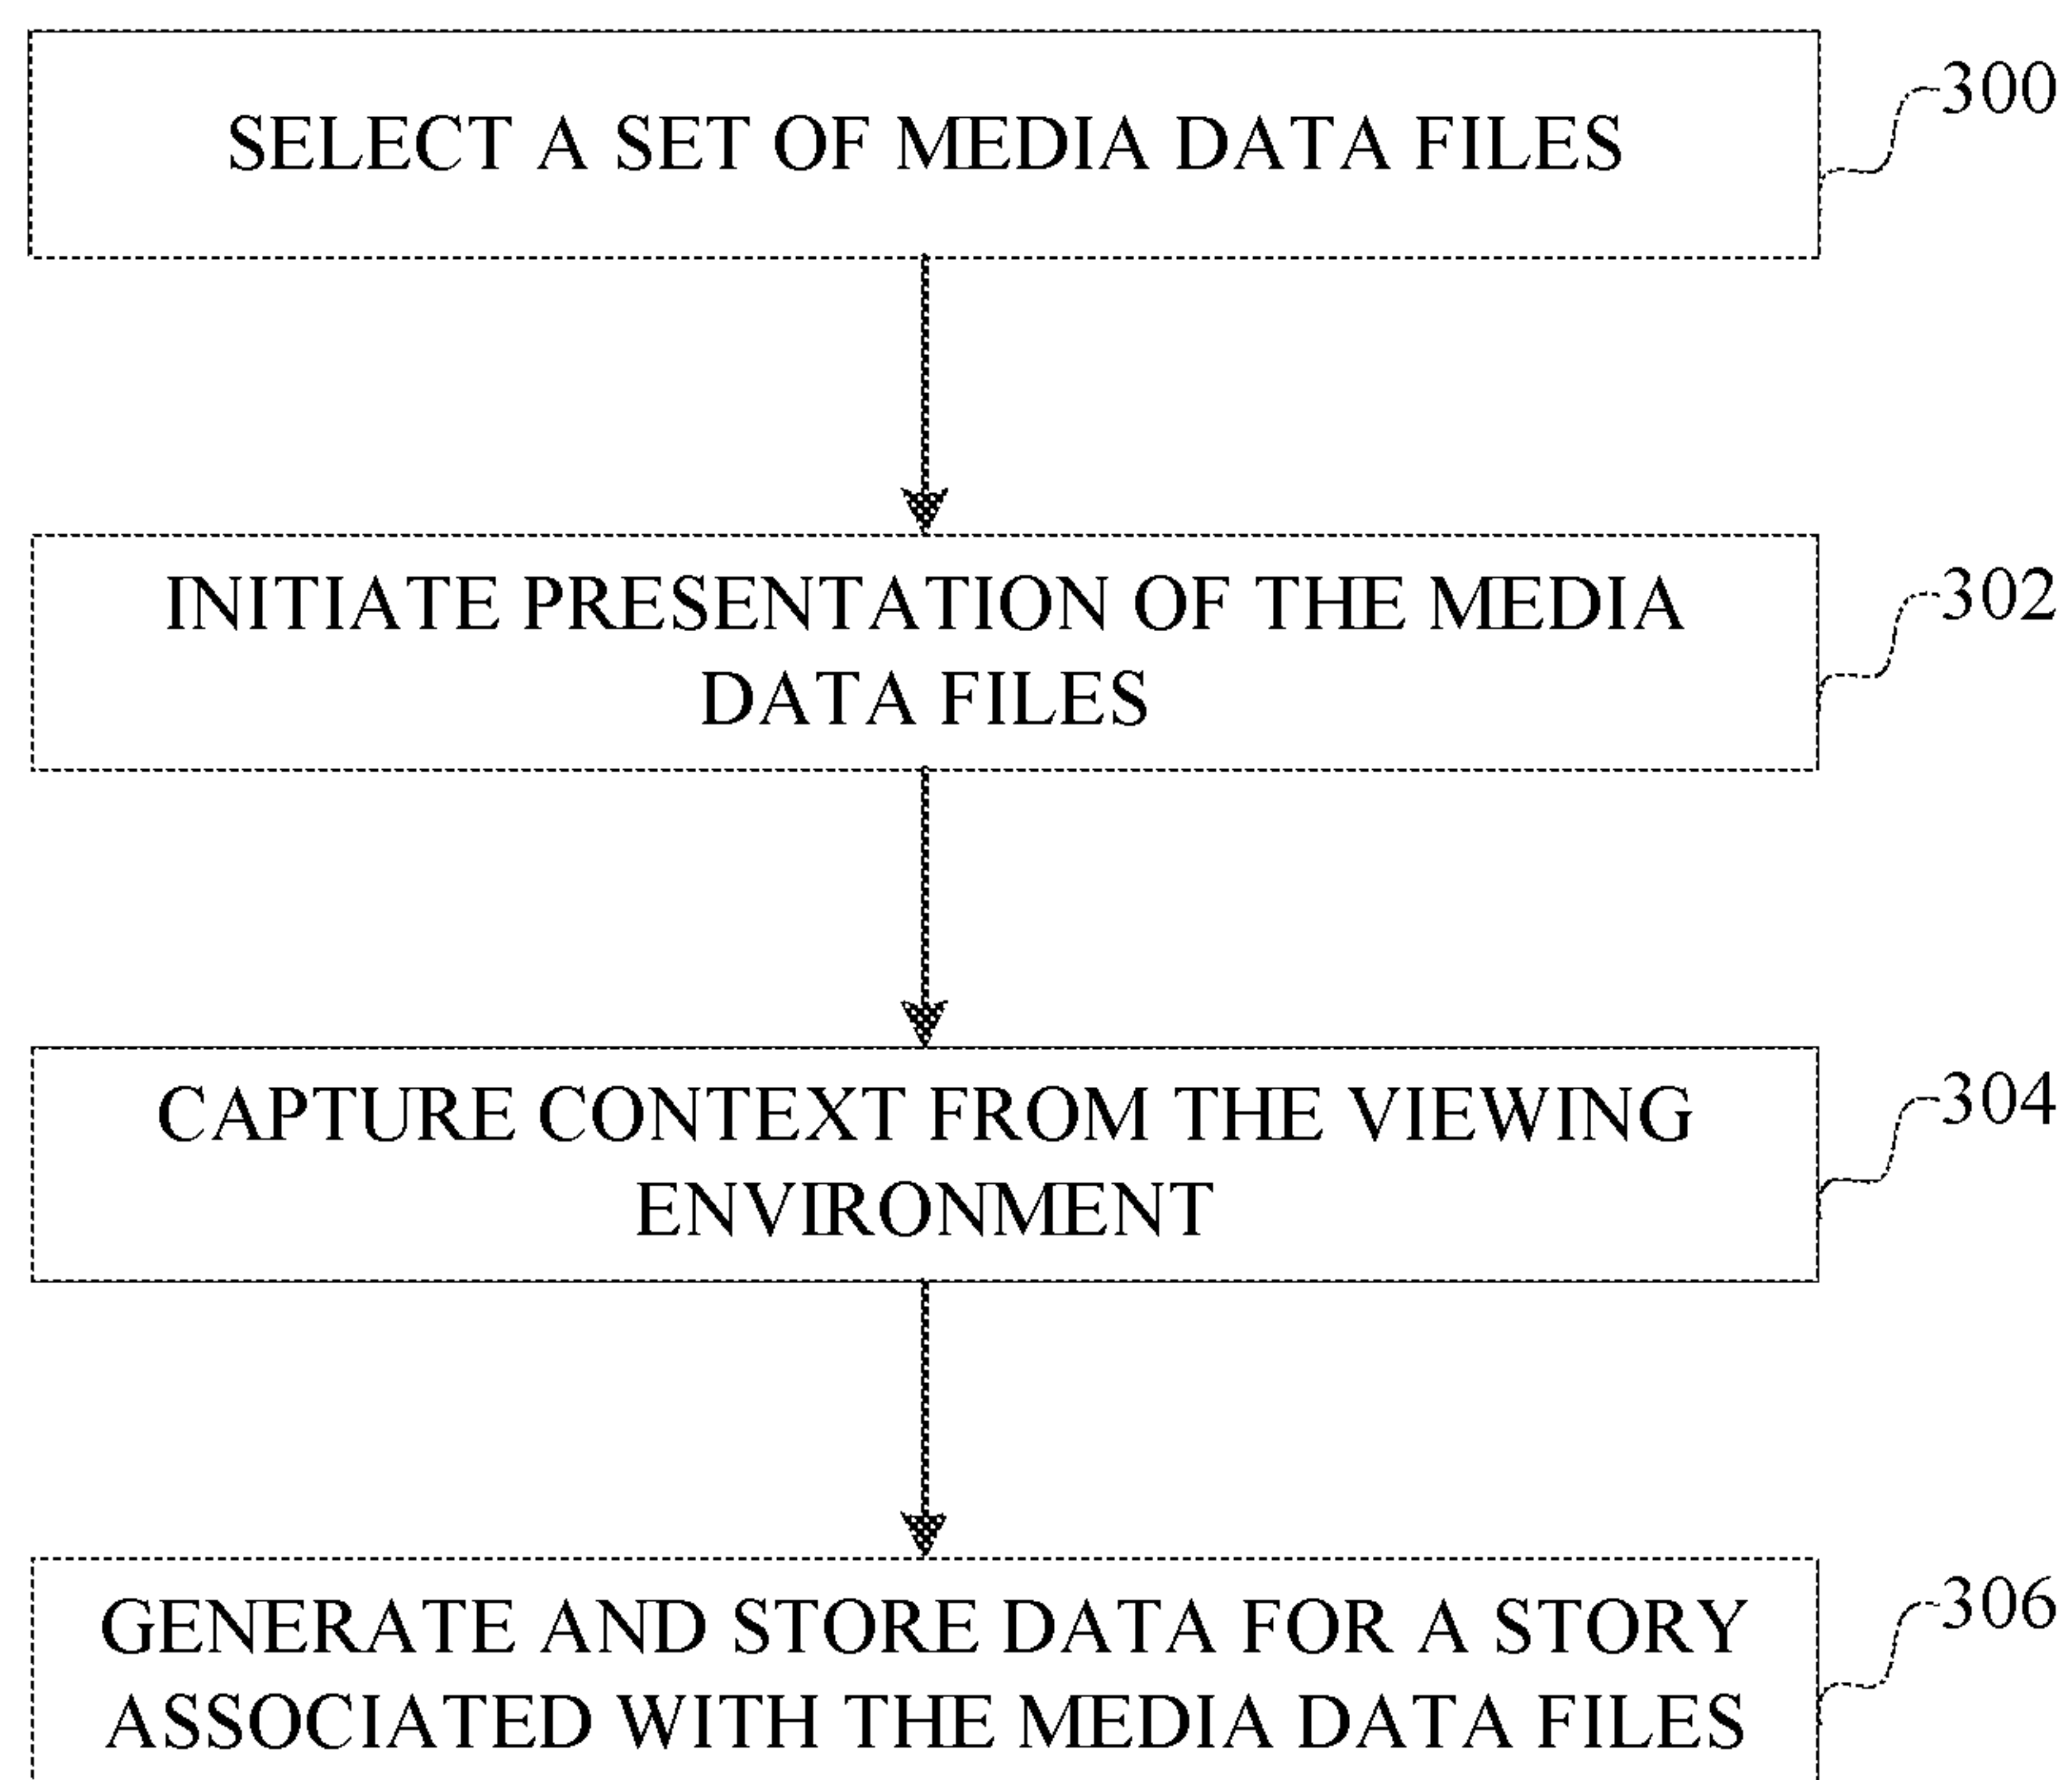 SELECT A SET OF MEDIA DATA FILES
300
INITIATE PRESENTATION OF THE MEDIA
DATA FILES
302
CAPTURE CONTEXT FROM THE VIEWING
ENVIRONMENT
304
GENERATE AND STORE DATA FOR A STORY
ASSOCIATED WITH THE MEDIA DATA FILES
306